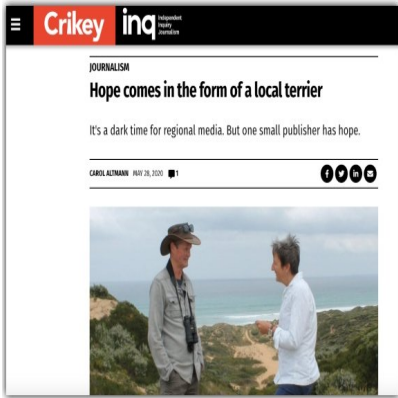 Crikey inq Independent
Inquiry
Journalism
JOURNALISM
Hope comes in the form of a local terrier
It's a dark time for regional media. But one small publisher has hope.
CAROL ALTMANN MAY 28, 2020 1